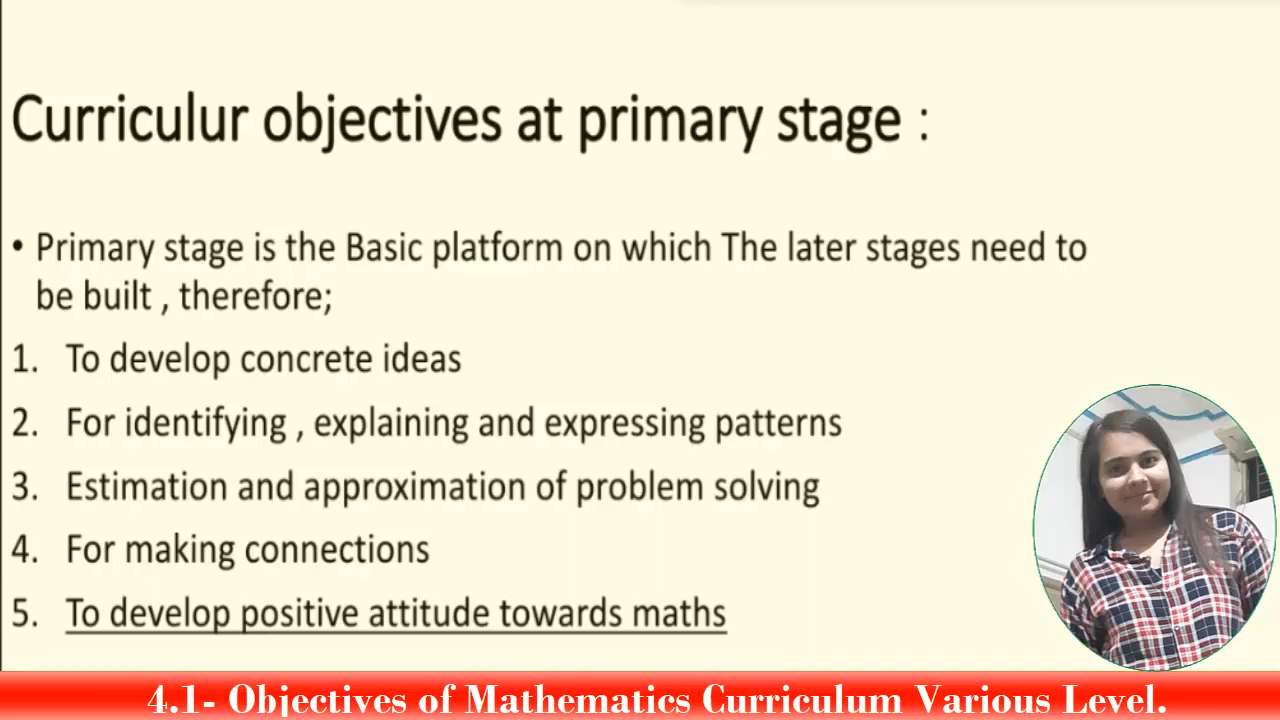 Curriculur objectives at primary stage :
• Primary stage is the Basic platform on which The later stages need to
be built , therefore;
1. To develop concrete ideas
2. For identifying , explaining and expressing patterns
3. Estimation and approximation of problem solving
4. For making connections
5. To develop positive attitude towards maths
4.1- Objectives of Mathematics Curriculum Various Level.